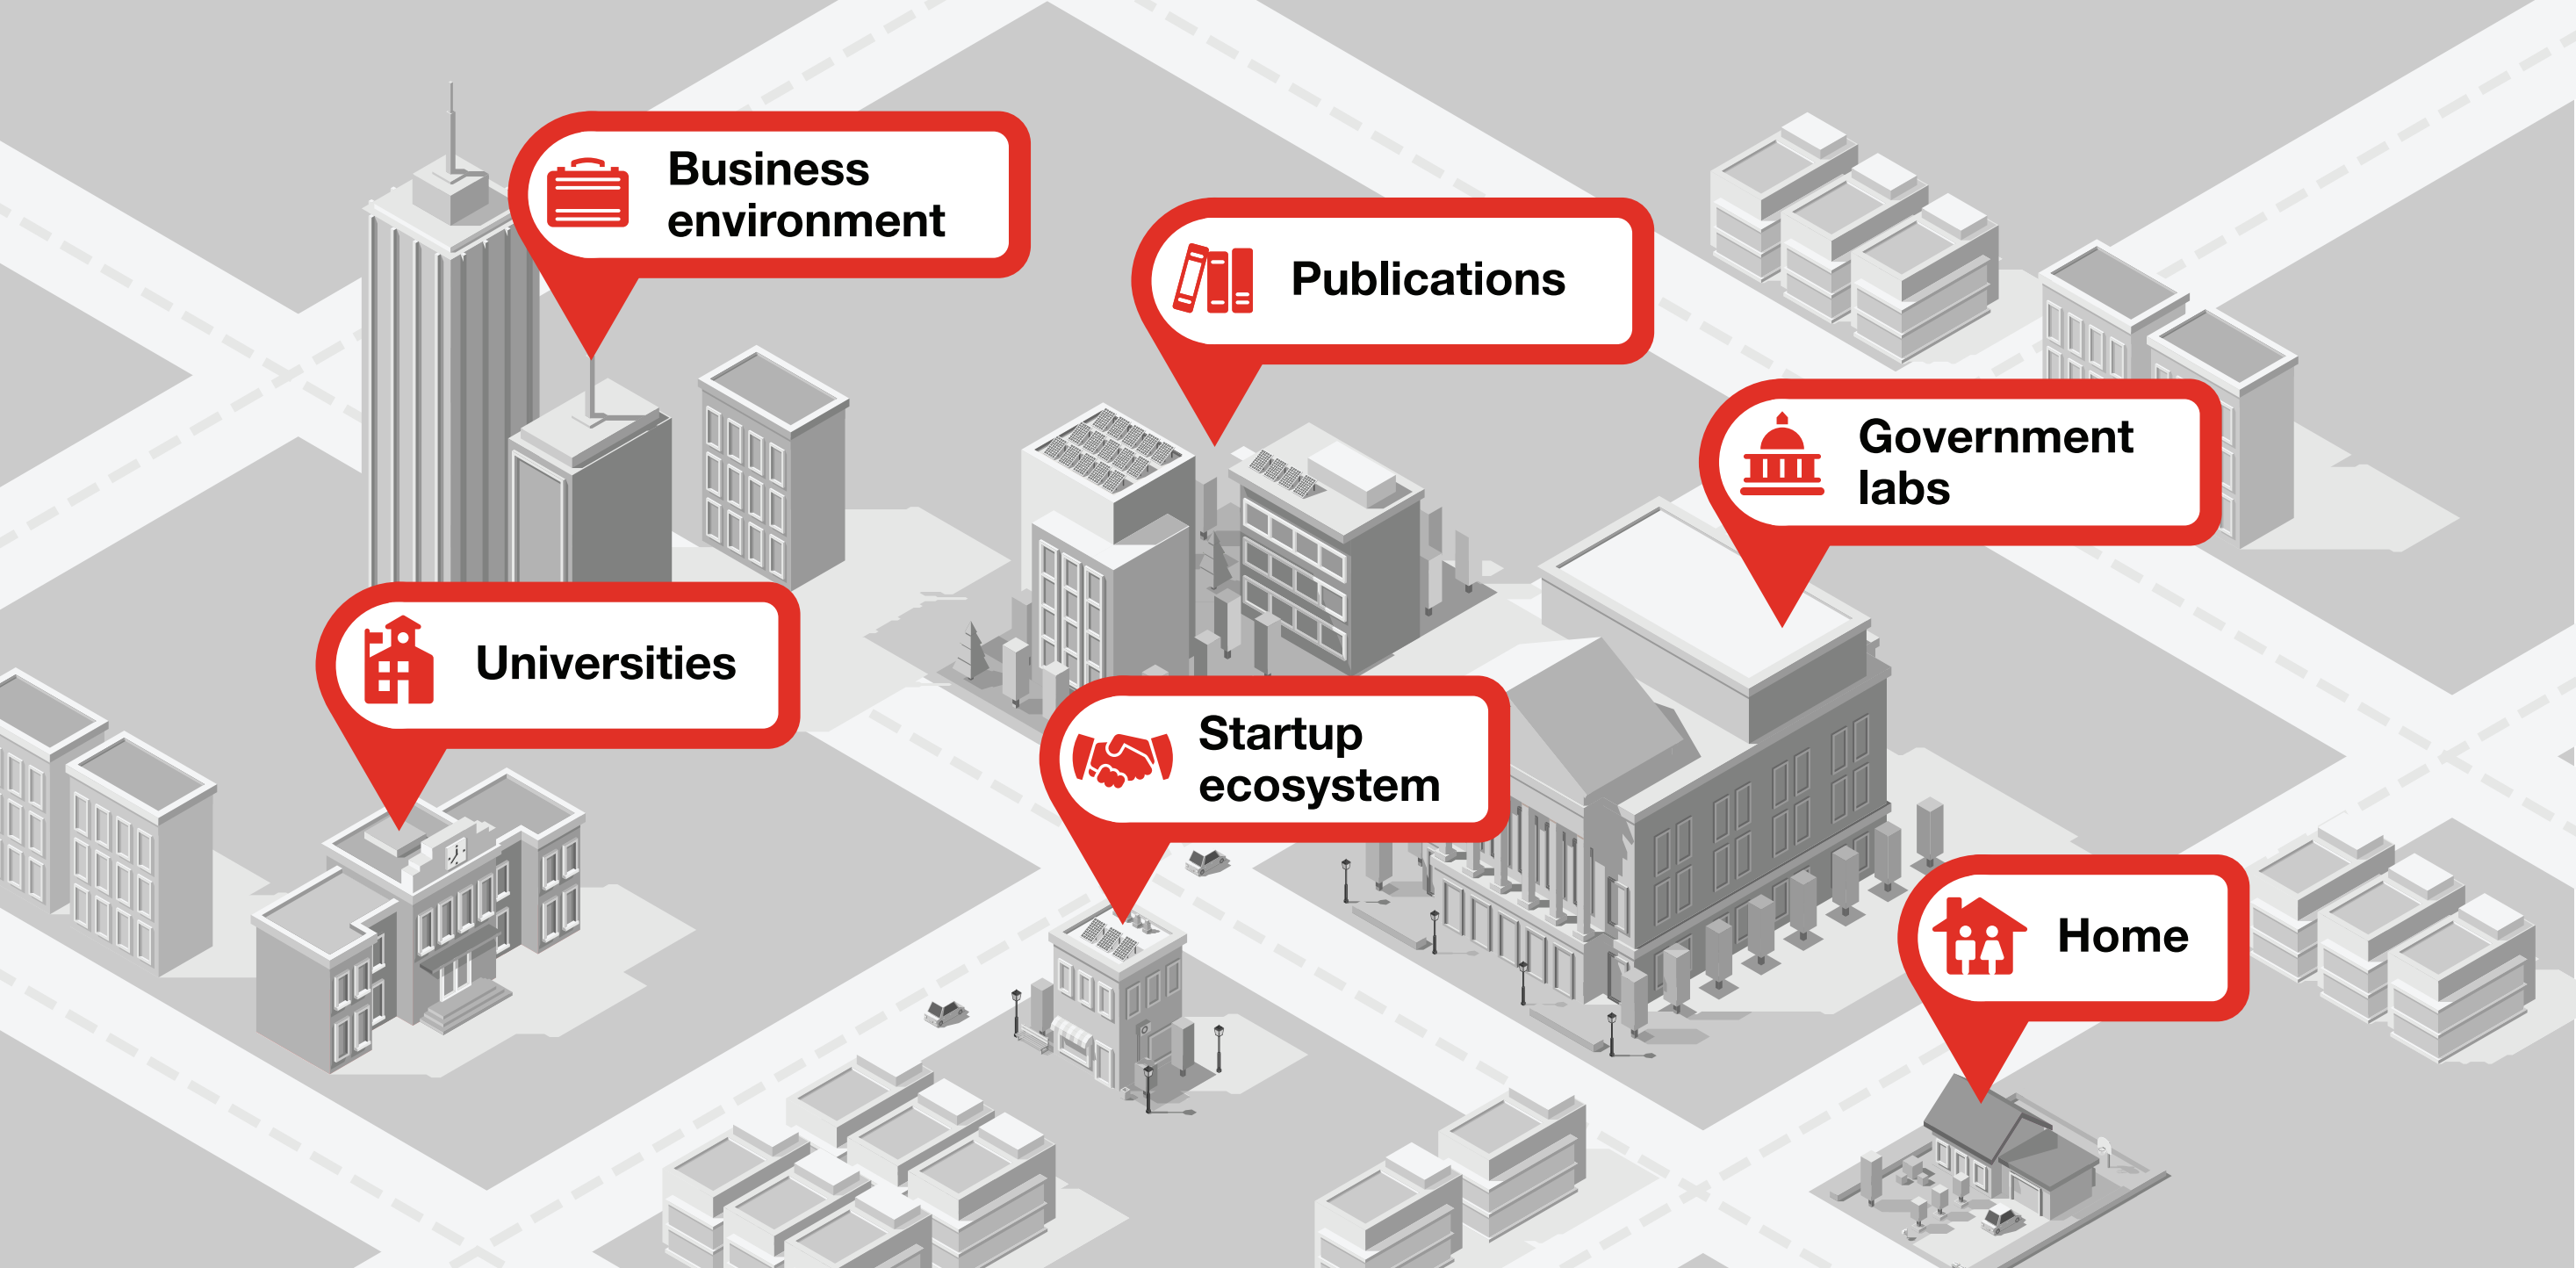 Business
environment
Publications
Government
labs
Universities
Startup
ecosystem
Home